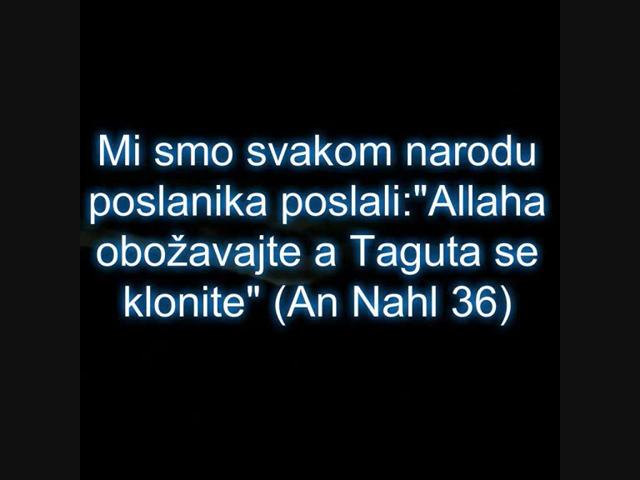 Mi smo svakom narodu
poslanika poslali:"Allaha
obožavajte a Taguta se
klonite" (An Nahl 36)